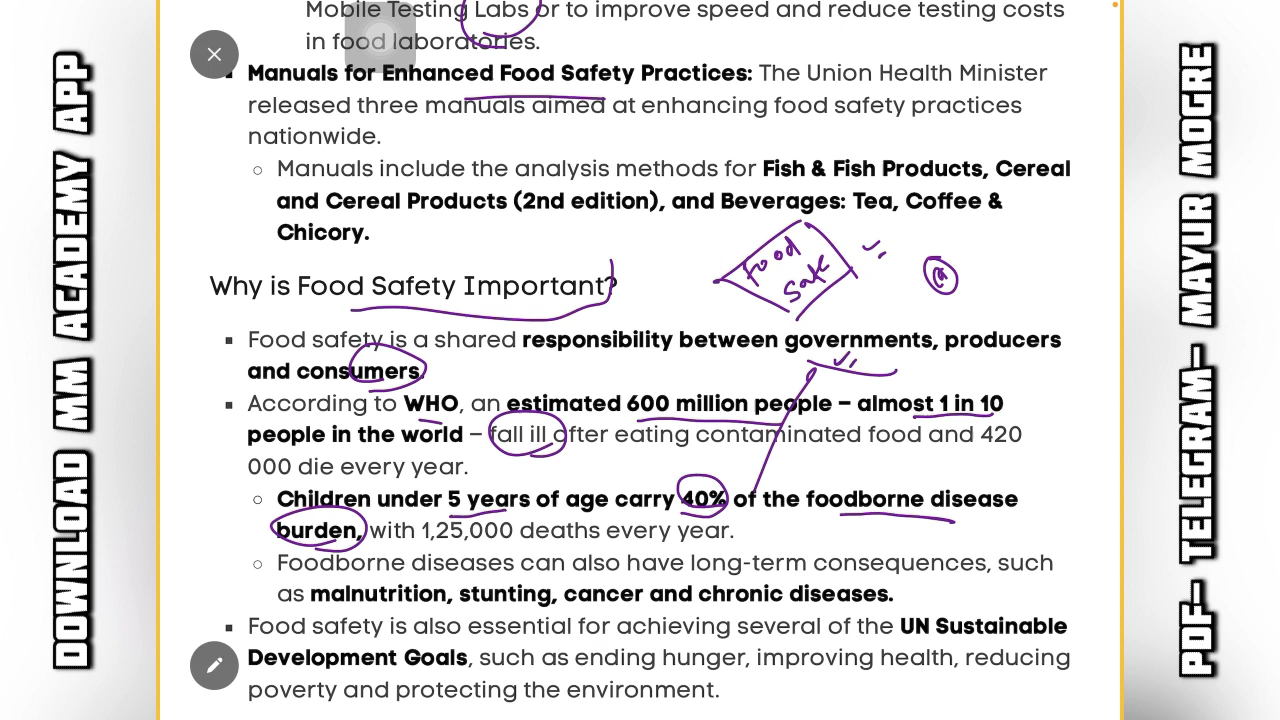 Mobile Testing Labs or to improve speed and reduce testing costs
in food laboratories.
Manuals for Enhanced Food Safety Practices: The Union Health Minister
released three manuals aimed at enhancing food safety practices
nationwide.
Manuals include the analysis methods for Fish & Fish Products, Cereal
and Cereal Products (2nd edition), and Beverages: Tea, Coffee &
Chicory.
Food
Safe
Why is Food Safety Important?
Food safety is a shared responsibility between governments, producers
and consumers.
According to WHO, an estimated 600 million people – almost 1 in 10
people in the world – fall ill after eating contaminated food and 420
000 die every year.
Children under 5 years of age carry 40% of the foodborne disease
burden, with 1,25,000 deaths every year.
Foodborne diseases can also have long-term consequences, such
as malnutrition, stunting, cancer and chronic diseases.
Food safety is also essential for achieving several of the UN Sustainable
Development Goals, such as ending hunger, improving health, reducing
poverty and protecting the environment.
DOWNLOAD MM ACADEMY APP
PDF- TELEGRAM- MAYUR MOGRE